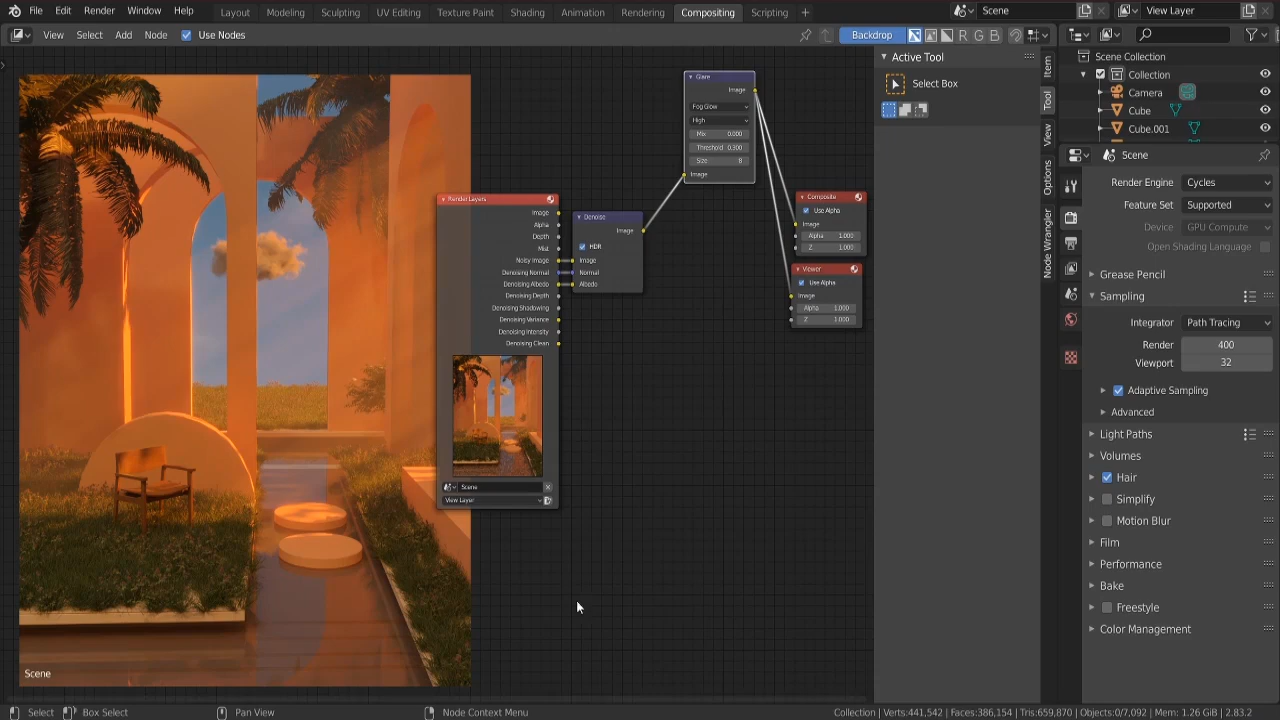 File Edit Render Window Help Layout Modeling Sculpting UV Editing Texture Paint Shading Animation Rendering Compositing Scripting + Scene View Layer
View Select Add Node Use Nodes Backdrop R G B
Active Tool
Select Box
Item
Tool
View
Options
Node Wrangler
Glare
Image
Fog Glow
High
Mix 0.000
Threshold 0.300
Size 8
Image
Render Layers
Image
Alpha
Depth
Mist
Noisy Image
Denoising Normal
Denoising Albedo
Denoising Depth
Denoising Shadowing
Denoising Variance
Denoising Intensity
Denoising Clean
Scene
View Layer
Denoise
Image
HDR
Image
Normal
Albedo
Composite
Use Alpha
Image
Alpha 1.000
Z 1.000
Viewer
Use Alpha
Image
Alpha 1.000
Z 1.000
Scene
Scene Collection
Collection
Camera
Cube
Cube.001
Scene
Render Engine Cycles
Feature Set Supported
Device GPU Compute
Open Shading Language
Grease Pencil
Sampling
Integrator Path Tracing
Render 400
Viewport 32
Adaptive Sampling
Advanced
Light Paths
Volumes
Hair
Simplify
Motion Blur
Film
Performance
Bake
Freestyle
Color Management
Select Box Select Pan View Node Context Menu Collection | Verts:441,542 | Faces:386,154 | Tris:659,870 | Objects:0/7,092 | Mem: 1.26 GiB | 2.83.2